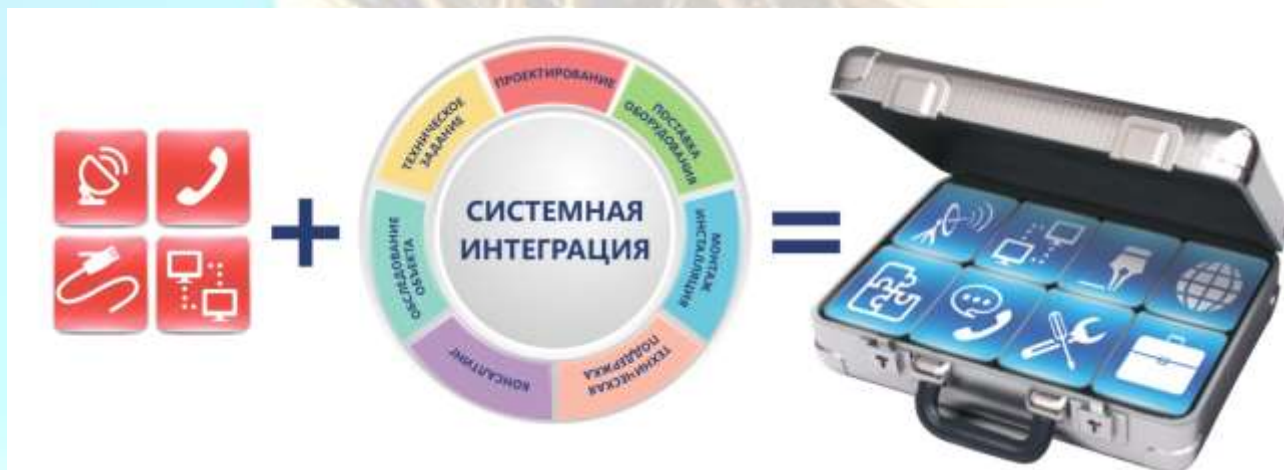 ПРОЕКТИРОВАНИЕ
ПОСТАВКА
ОБОРУДОВАНИЯ
МОНТАЖ
ИНСТАЛЛЯЦИЯ
ТЕХНИЧЕСКАЯ
ПОДДЕРЖКА
КОНСАЛТИНГ
ОБСЛЕДОВАНИЕ
ОБЪЕКТА
ТЕХНИЧЕСКОЕ
ЗАДАНИЕ
СИСТЕМНАЯ
ИНТЕГРАЦИЯ